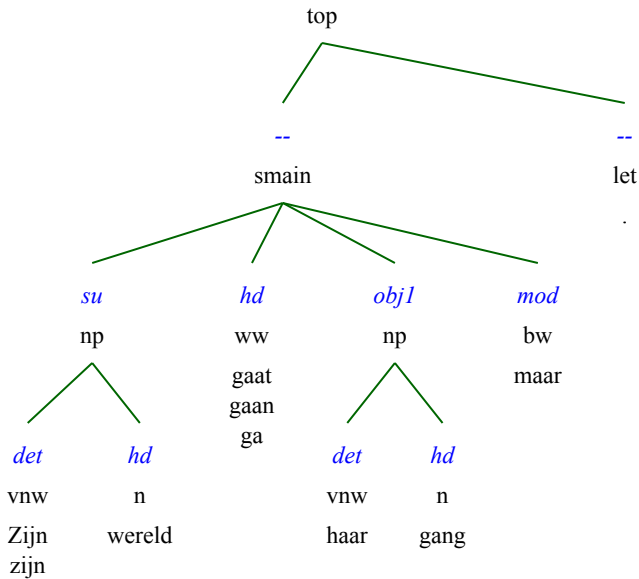 top
-- --
smain let
.
su hd obj1 mod
np ww np bw
gaat maar
gaan
ga
det hd det hd
vnw n vnw n
Zijn wereld haar gang
zijn